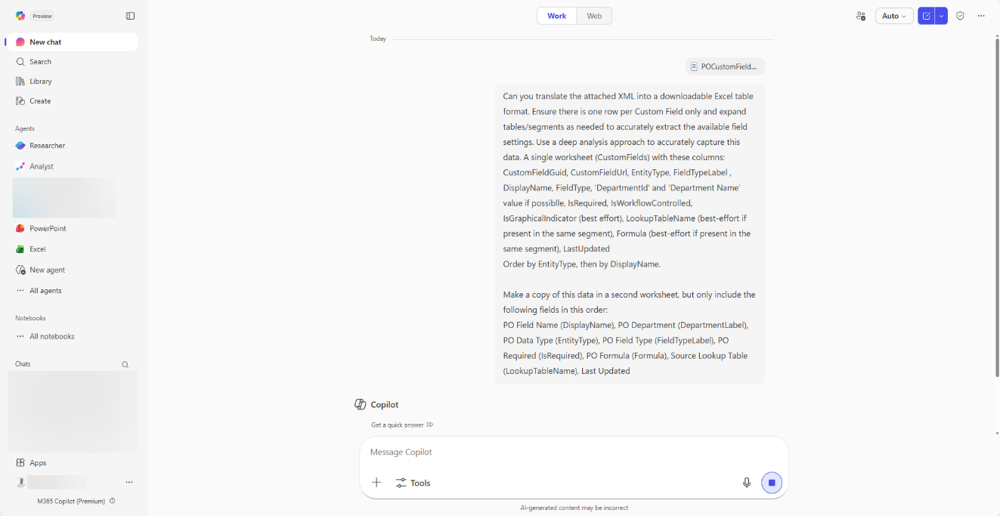 Preview
New chat
Search
Library
Create
Agents
Researcher
Analyst
PowerPoint
Excel
New agent
All agents
Notebooks
All notebooks
Chats
Apps
M365 Copilot (Premium)
Work
Web
Auto
Today
POCustomField...
Can you translate the attached XML into a downloadable Excel table
format. Ensure there is one row per Custom Field only and expand
tables/segments as needed to accurately extract the available field
settings. Use a deep analysis approach to accurately capture this
data. A single worksheet (CustomFields) with these columns:
CustomFieldGuid, CustomFieldUrl, EntityType, FieldTypeLabel ,
DisplayName, FieldType, 'DepartmentId' and 'Department Name'
value if possiblle, IsRequired, IsWorkflowControlled,
IsGraphicalIndicator (best effort), LookupTableName (best-effort if
present in the same segment), Formula (best-effort if present in the
same segment), LastUpdated
Order by EntityType, then by DisplayName.
Make a copy of this data in a second worksheet, but only include the
following fields in this order:
PO Field Name (DisplayName), PO Department (DepartmentLabel),
PO Data Type (EntityType), PO Field Type (FieldTypeLabel), PO
Required (IsRequired), PO Formula (Formula), Source Lookup Table
(LookupTableName), Last Updated
Copilot
Get a quick answer
Message Copilot
Tools
AI-generated content may be incorrect